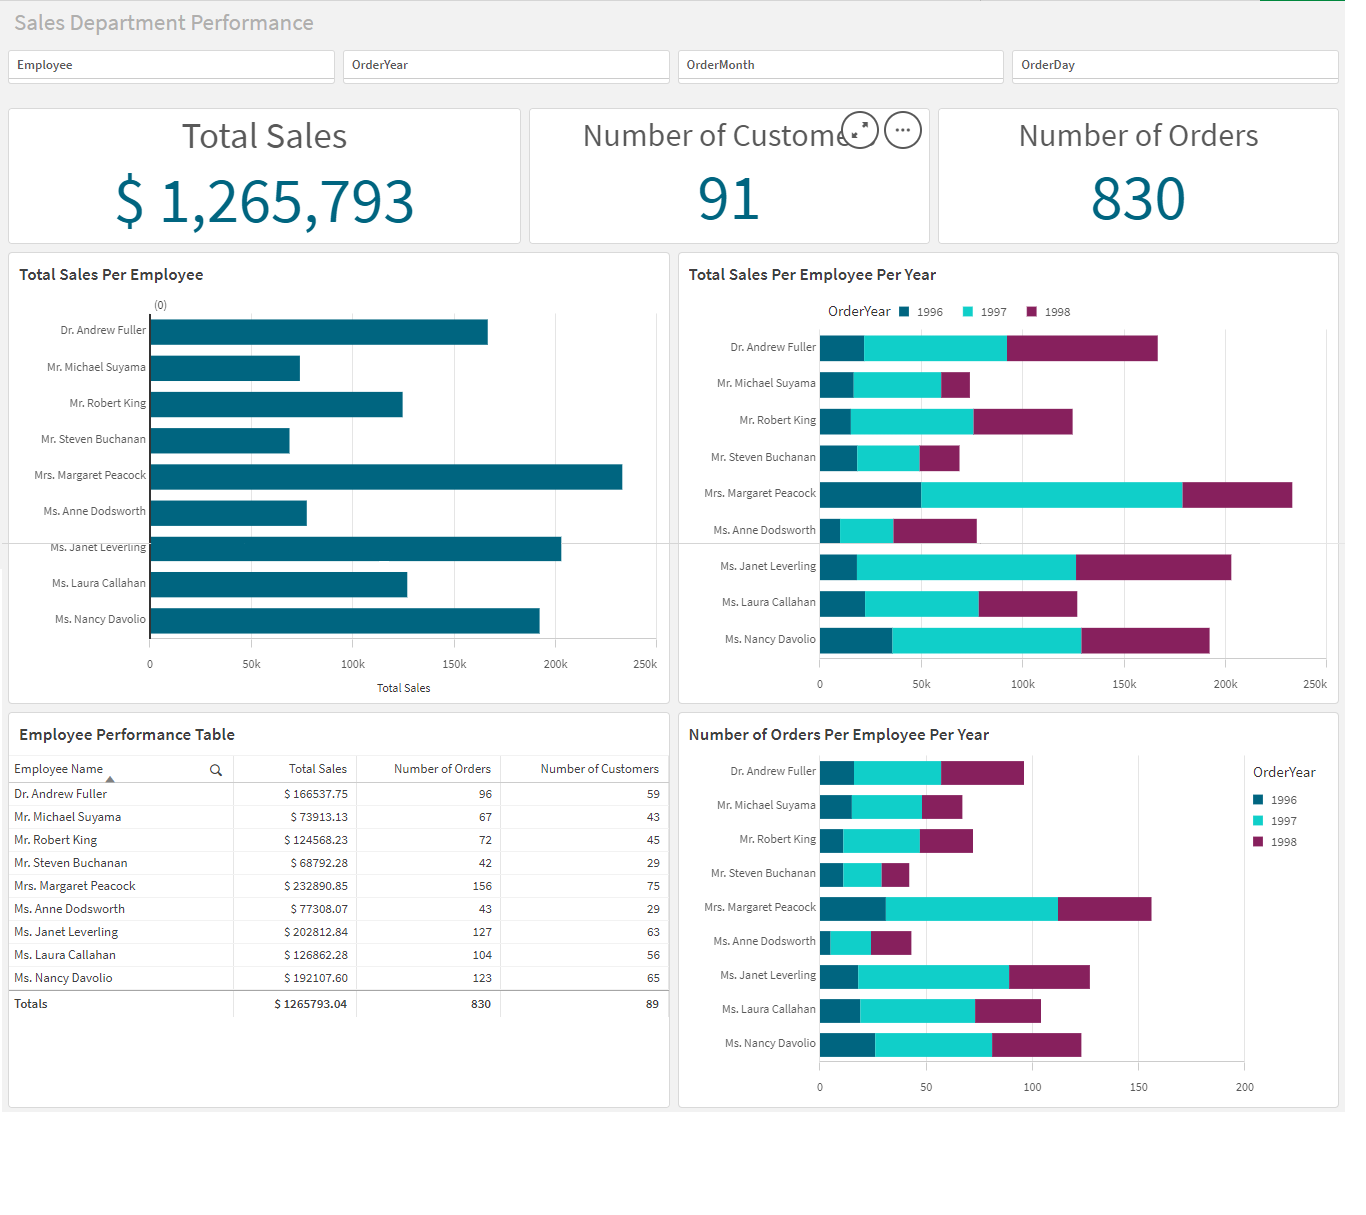 Sales Department Performance
Employee
OrderYear
OrderMonth
OrderDay
Total Sales
$ 1,265,793
Number of Custome
91
Number of Orders
830
Total Sales Per Employee
(0)
Dr. Andrew Fuller
Mr. Michael Suyama
Mr. Robert King
Mr. Steven Buchanan
Mrs. Margaret Peacock
Ms. Anne Dodsworth
Ms. Janet Leverling
Ms. Laura Callahan
Ms. Nancy Davolio
0 50k 100k 150k 200k 250k
Total Sales
Total Sales Per Employee Per Year
OrderYear 1996 1997 1998
Dr. Andrew Fuller
Mr. Michael Suyama
Mr. Robert King
Mr. Steven Buchanan
Mrs. Margaret Peacock
Ms. Anne Dodsworth
Ms. Janet Leverling
Ms. Laura Callahan
Ms. Nancy Davolio
0 50k 100k 150k 200k 250k
Employee Performance Table
Employee Name Total Sales Number of Orders Number of Customers
Dr. Andrew Fuller $ 166537.75 96 59
Mr. Michael Suyama $ 73913.13 67 43
Mr. Robert King $ 124568.23 72 45
Mr. Steven Buchanan $ 68792.28 42 29
Mrs. Margaret Peacock $ 232890.85 156 75
Ms. Anne Dodsworth $ 77308.07 43 29
Ms. Janet Leverling $ 202812.84 127 63
Ms. Laura Callahan $ 126862.28 104 56
Ms. Nancy Davolio $ 192107.60 123 65
Totals $ 1265793.04 830 89
Number of Orders Per Employee Per Year
Dr. Andrew Fuller
Mr. Michael Suyama
Mr. Robert King
Mr. Steven Buchanan
Mrs. Margaret Peacock
Ms. Anne Dodsworth
Ms. Janet Leverling
Ms. Laura Callahan
Ms. Nancy Davolio
0 50 100 150 200
OrderYear
1996
1997
1998